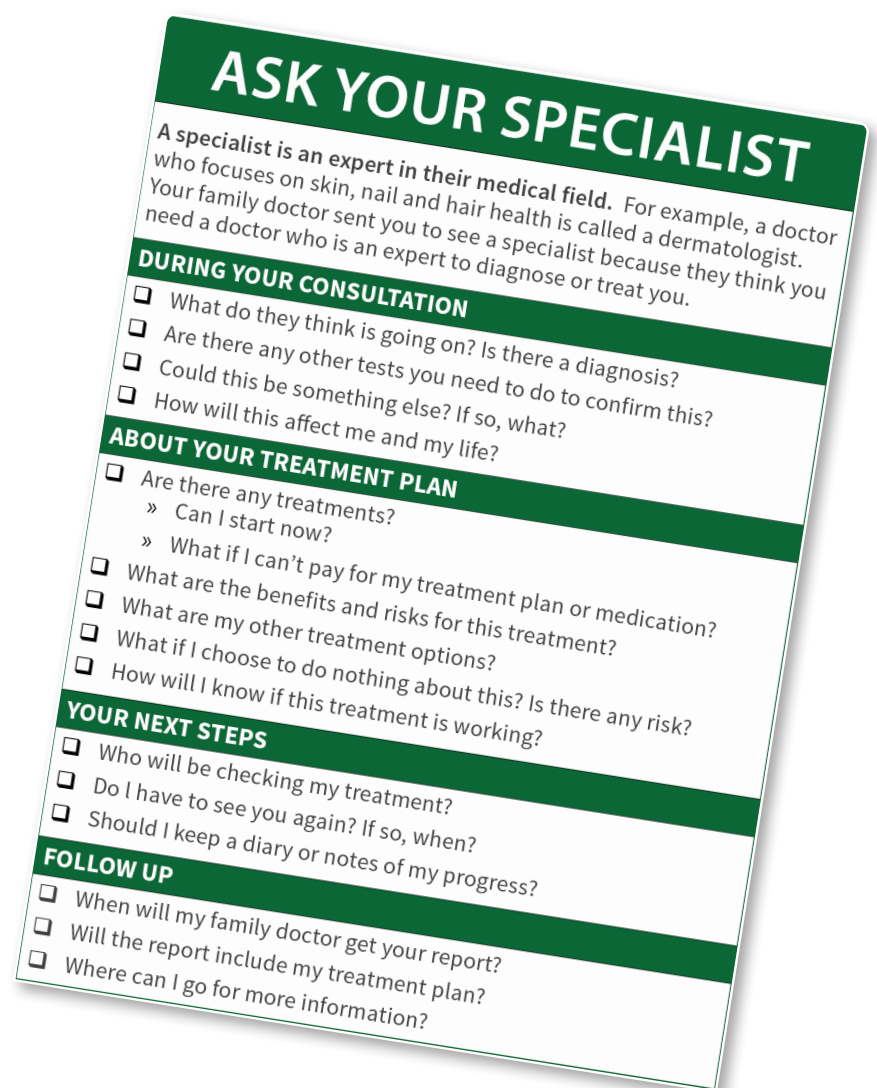 ASK YOUR SPECIALIST
A specialist is an expert in their medical field. For example, a doctor
who focuses on skin, nail and hair health is called a dermatologist.
Your family doctor sent you to see a specialist because they think you
need a doctor who is an expert to diagnose or treat you.
DURING YOUR CONSULTATION
❑ What do they think is going on? Is there a diagnosis?
❑ Are there any other tests you need to do to confirm this?
❑ Could this be something else? If so, what?
❑ How will this affect me and my life?
ABOUT YOUR TREATMENT PLAN
❑ Are there any treatments?
» Can I start now?
» What if I can’t pay for my treatment plan or medication?
❑ What are the benefits and risks for this treatment?
❑ What are my other treatment options?
❑ What if I choose to do nothing about this? Is there any risk?
❑ How will I know if this treatment is working?
YOUR NEXT STEPS
❑ Who will be checking my treatment?
❑ Do l have to see you again? If so, when?
❑ Should I keep a diary or notes of my progress?
FOLLOW UP
❑ When will my family doctor get your report?
❑ Will the report include my treatment plan?
❑ Where can I go for more information?